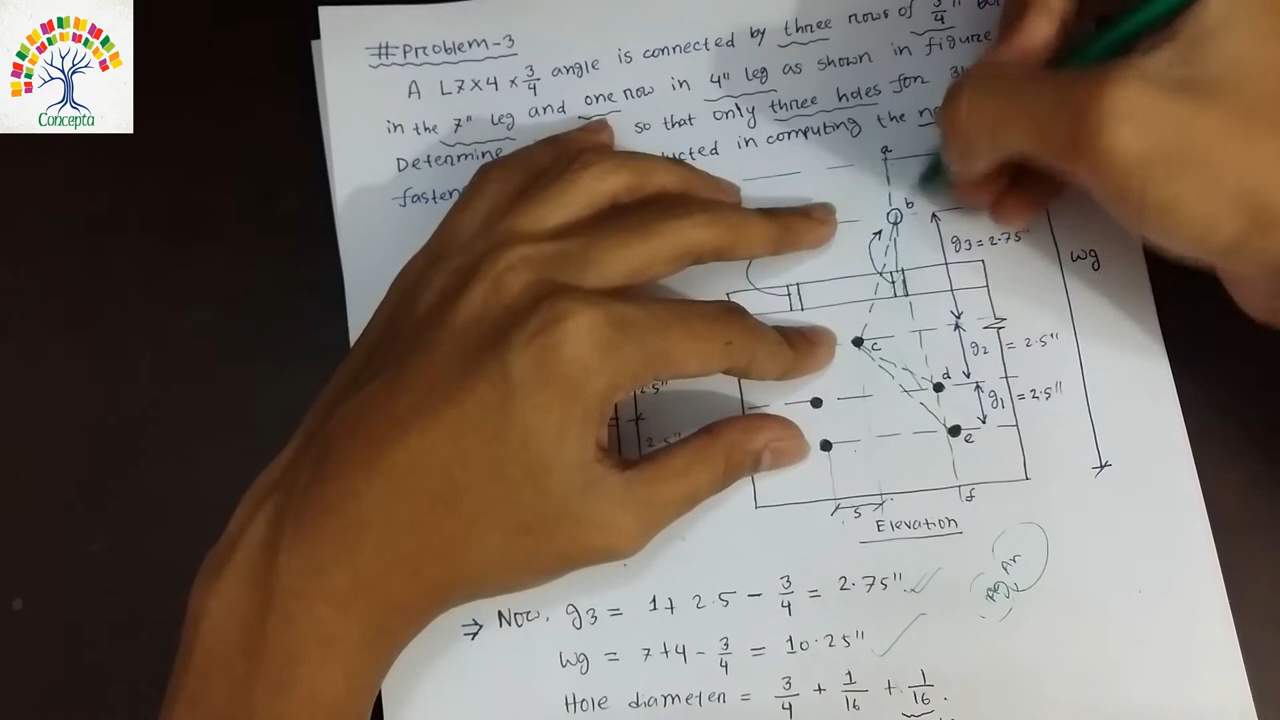 Concepta
#Problem-3
A L7×4×3/4 angle is connected by three rows of 3/4"
in the 7" leg and one row in 4" leg as shown in figure
Determine so that only three holes for
in computing the
a
b
g3 = 2.75"
wg
c
g2 = 2.5"
d
g1 = 2.5"
e
2.5"
2.5"
s
f
Elevation
⇒ Now, g3 = 1 + 2.5 - 3/4 = 2.75"
wg = 7+4 - 3/4 = 10.25"
Hole diameter = 3/4 + 1/16 + 1/16.